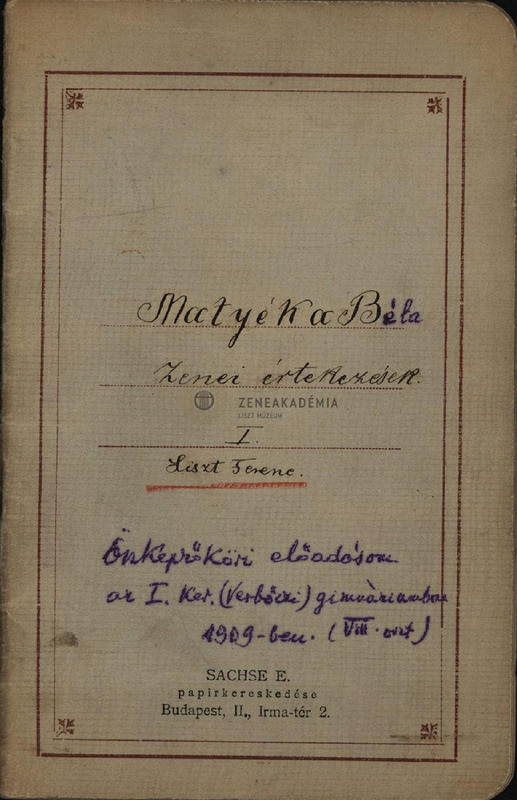 Matyéka Béla
Zenei értekezések.
ZENEAKADÉMIA
LISZT MÚZEUM
I.
Liszt Ferenc.
Önképzőköri előadásom
az I. Ker. (Verbőczi) gimnáziumban
1909-ben. (VIII. oszt)
SACHSE E.
papirkereskedése
Budapest, II., Irma-tér 2.